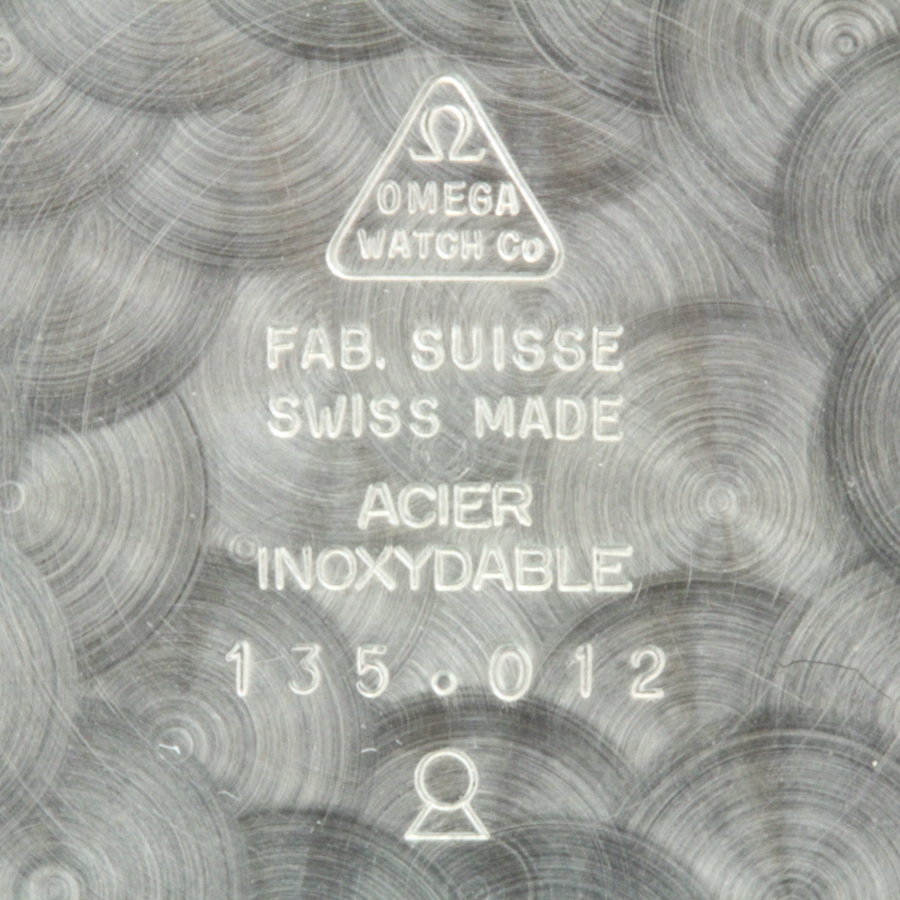 Ω
OMEGA
WATCH Co
FAB. SUISSE
SWISS MADE
ACIER
INOXYDABLE
135.012